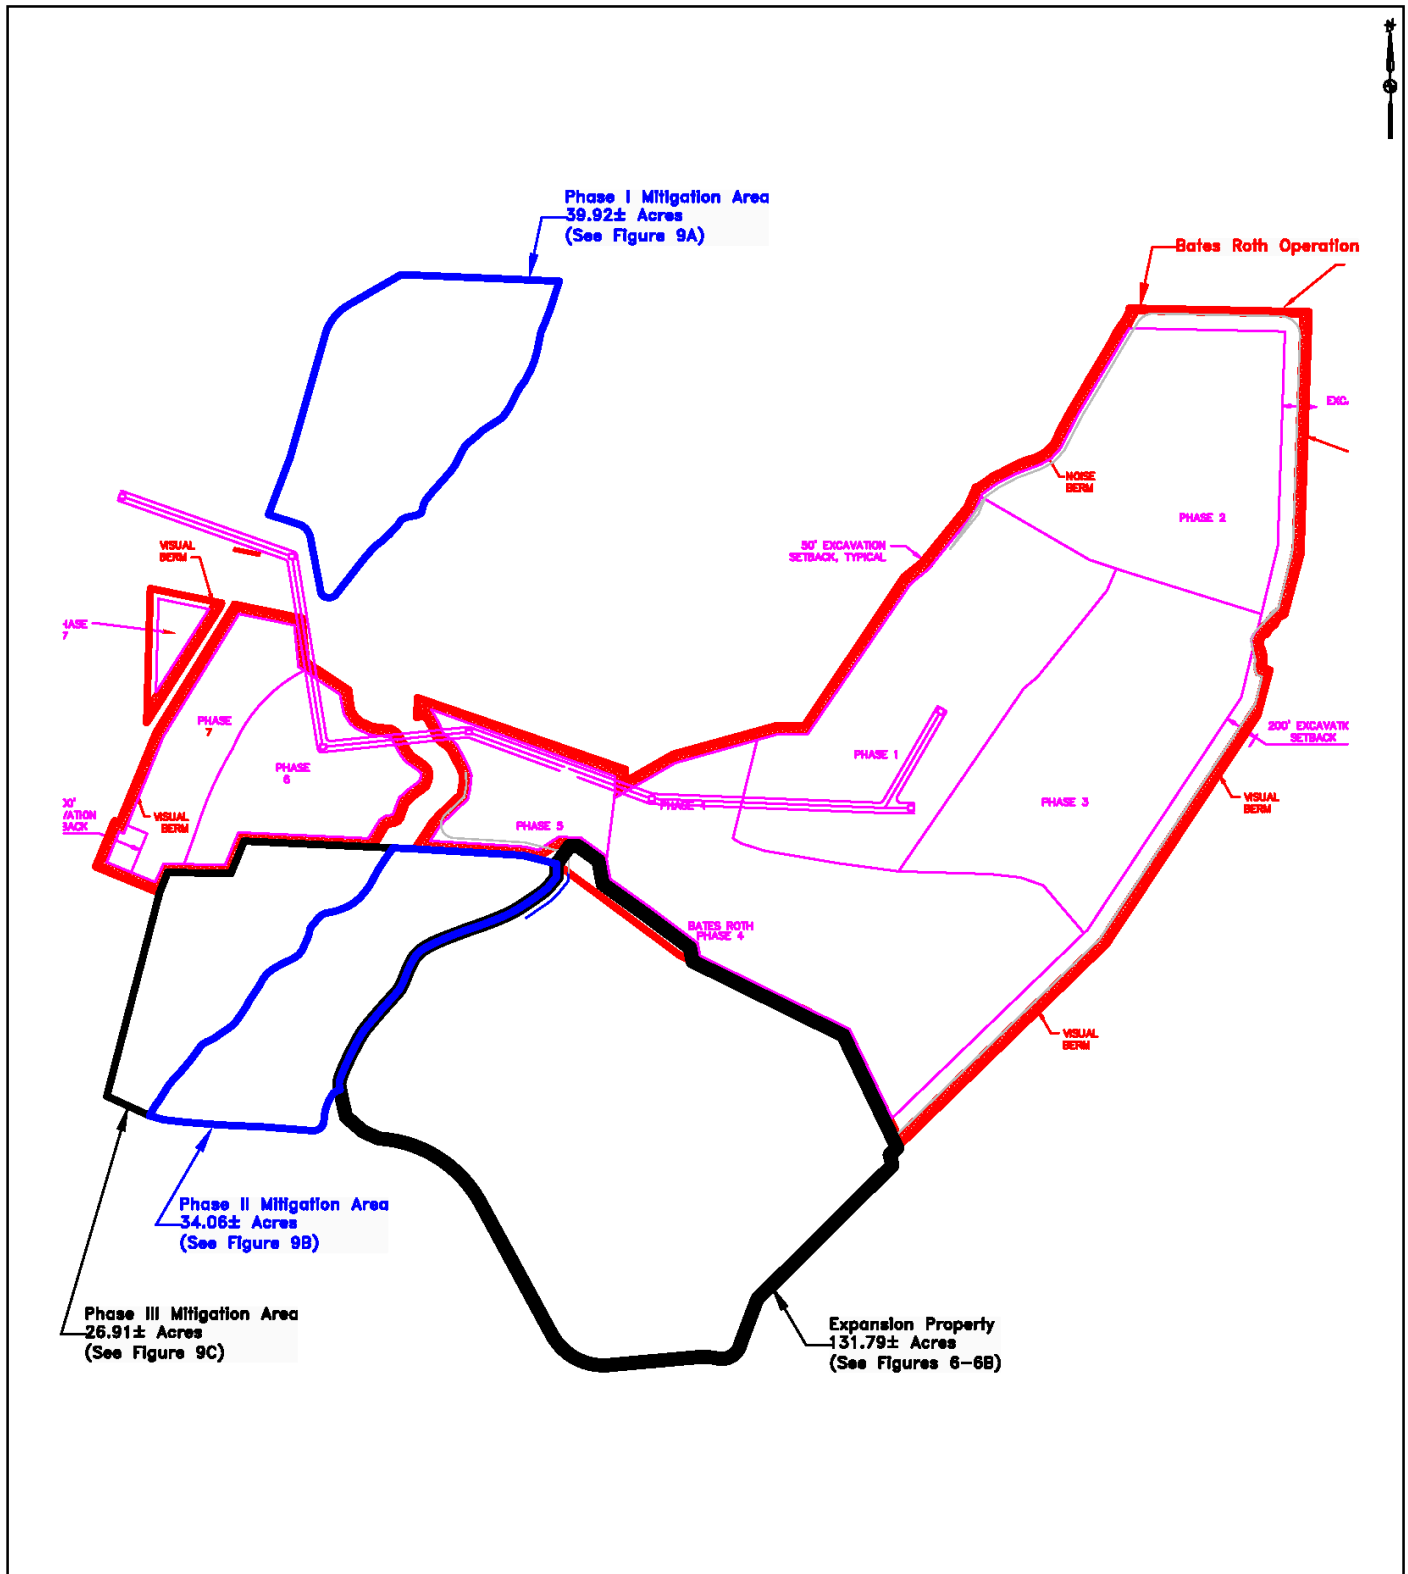 Phase I Mitigation Area
39.92± Acres
(See Figure 9A)
Bates Roth Operation
EXC.
NOISE
BERM
PHASE 2
50' EXCAVATION
SETBACK, TYPICAL
VISUAL
BERM
HASE
7
PHASE
7
PHASE
6
PHASE 1
200' EXCAVATI
SETBACK
PHASE 3
VISUAL
BERM
VATION
BACK
VISUAL
BERM
PHASE 5
PHASE 4
BATES ROTH
PHASE 4
VISUAL
BERM
Phase II Mitigation Area
34.06± Acres
(See Figure 9B)
Phase III Mitigation Area
26.91± Acres
(See Figure 9C)
Expansion Property
131.79± Acres
(See Figures 6-6B)